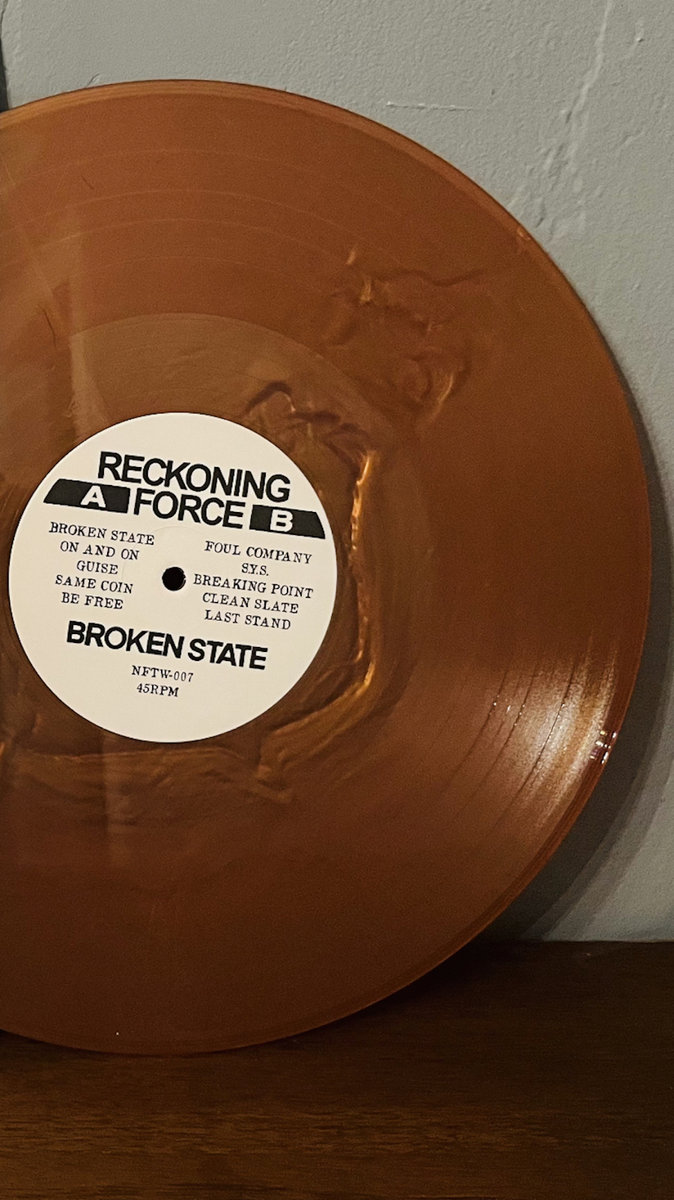 RECKONING
A FORCE B
BROKEN STATE
ON AND ON
GUISE
SAME COIN
BE FREE
FOUL COMPANY
S.Y.S.
BREAKING POINT
CLEAN SLATE
LAST STAND
BROKEN STATE
NFTW-007
45RPM